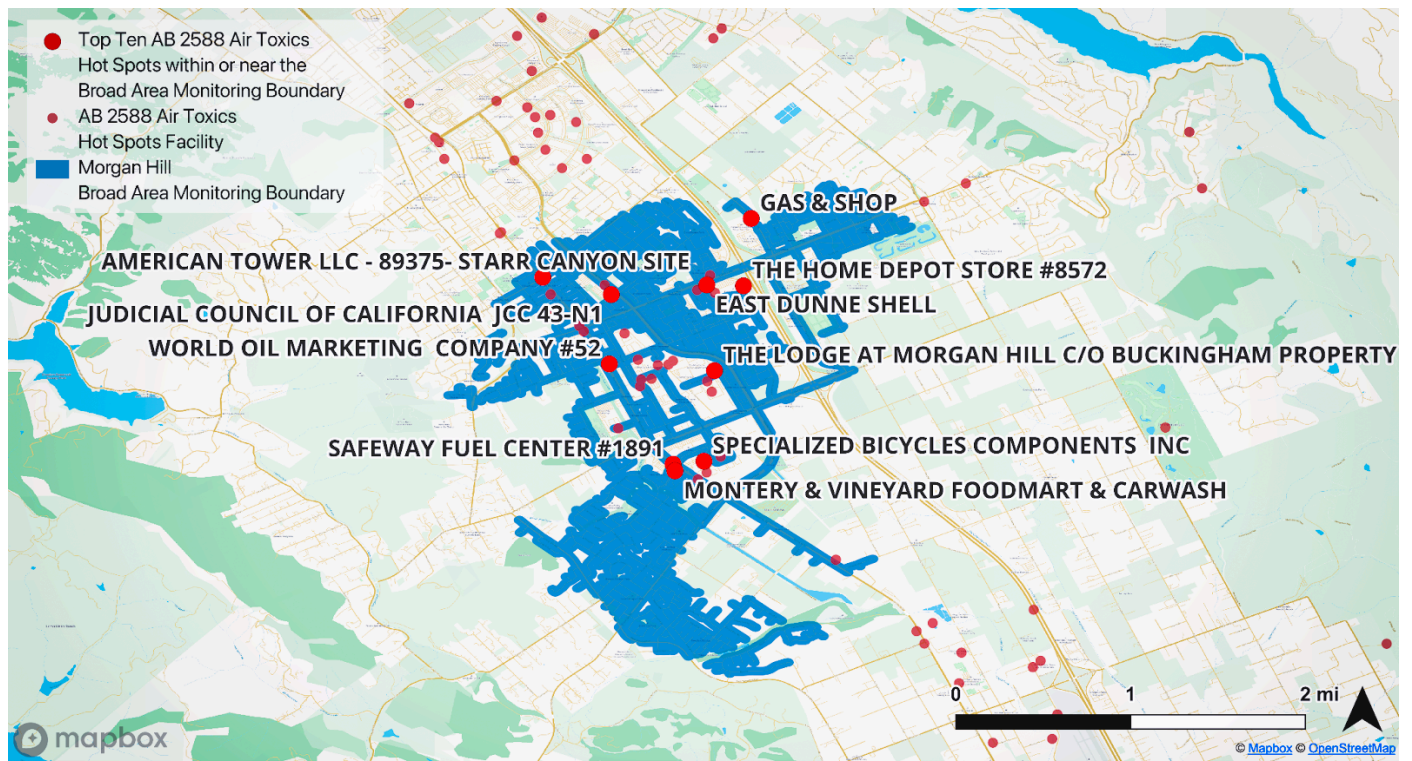 Top Ten AB 2588 Air Toxics
Hot Spots within or near the
Broad Area Monitoring Boundary
AB 2588 Air Toxics
Hot Spots Facility
Morgan Hill
Broad Area Monitoring Boundary
GAS & SHOP
AMERICAN TOWER LLC - 89375- STARR CANYON SITE
THE HOME DEPOT STORE #8572
EAST DUNNE SHELL
JUDICIAL COUNCIL OF CALIFORNIA JCC 43-N1
WORLD OIL MARKETING COMPANY #52
THE LODGE AT MORGAN HILL C/O BUCKINGHAM PROPERTY
SAFEWAY FUEL CENTER #1891
SPECIALIZED BICYCLES COMPONENTS INC
MONTERY & VINEYARD FOODMART & CARWASH
0 1 2 mi
mapbox
© Mapbox © OpenStreetMap